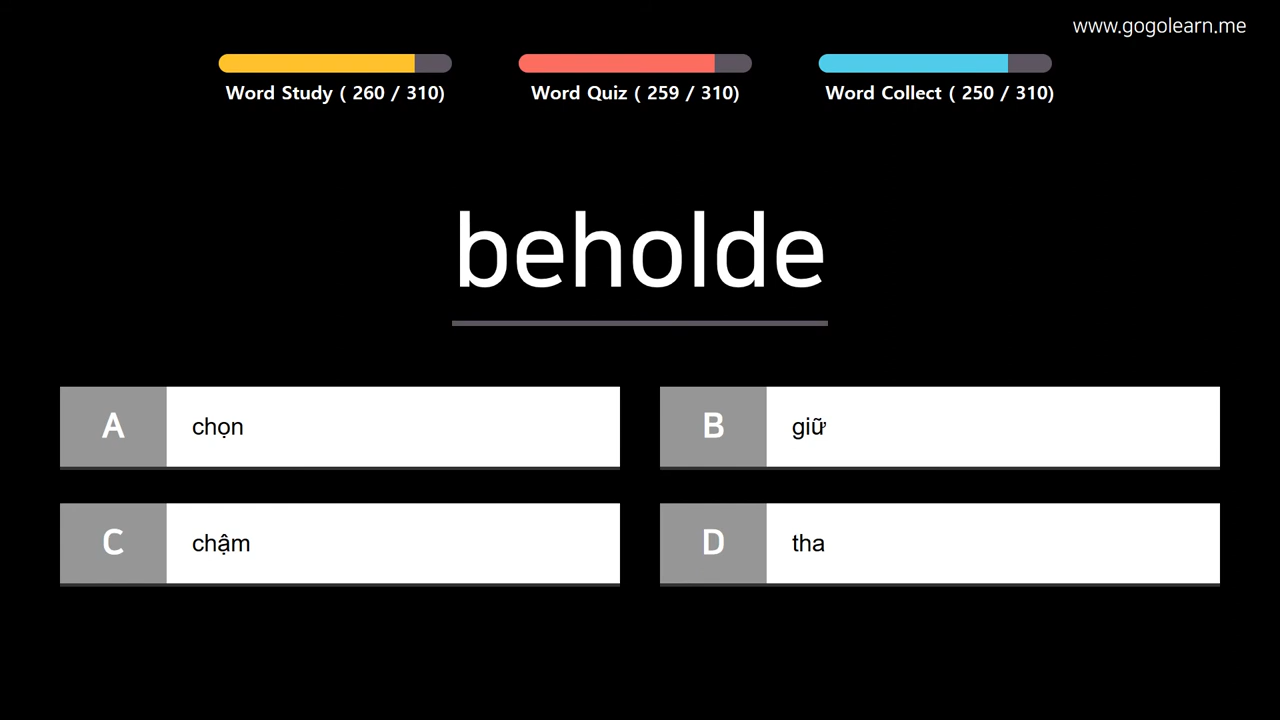 www.gogolearn.me
Word Study ( 260 / 310)
Word Quiz ( 259 / 310)
Word Collect ( 250 / 310)
beholde
A chọn
B giữ
C chậm
D tha